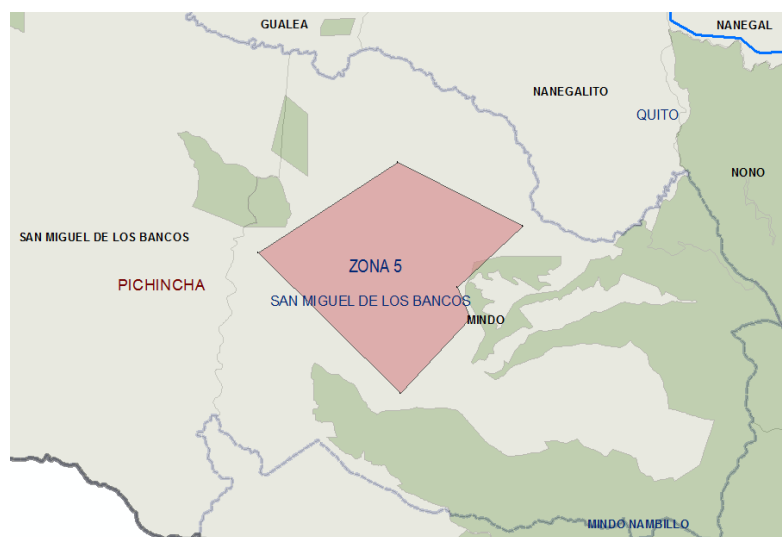 GUALEA
NANEGAL
NANEGALITO
QUITO
NONO
SAN MIGUEL DE LOS BANCOS
ZONA 5
PICHINCHA
SAN MIGUEL DE LOS BANCOS
MINDO
MINDO NAMBILLO